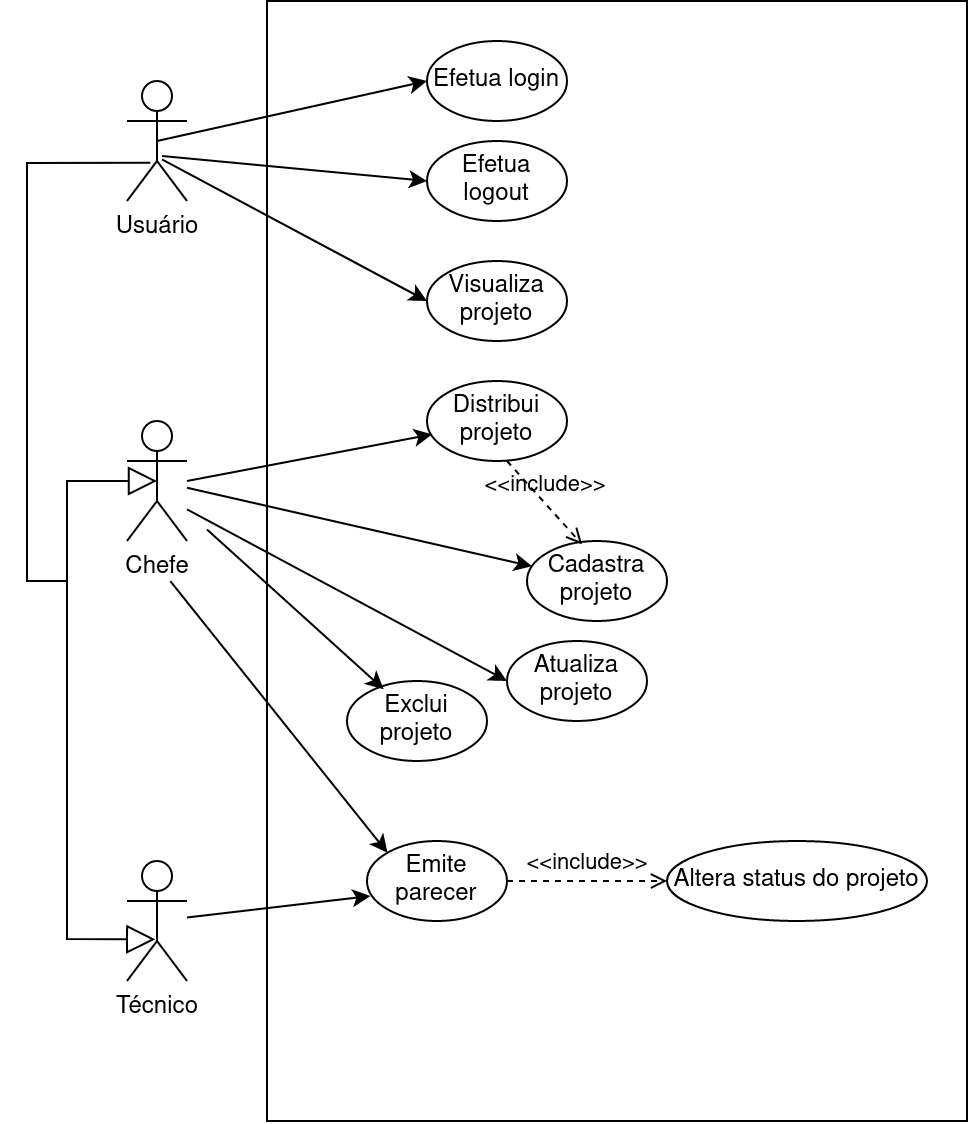 Efetua login
Usuário
Efetua
logout
Visualiza
projeto
Distribui
projeto
<<include>>
Chefe
Cadastra
projeto
Atualiza
projeto
Exclui
projeto
Emite
parecer
<<include>>
Altera status do projeto
Técnico